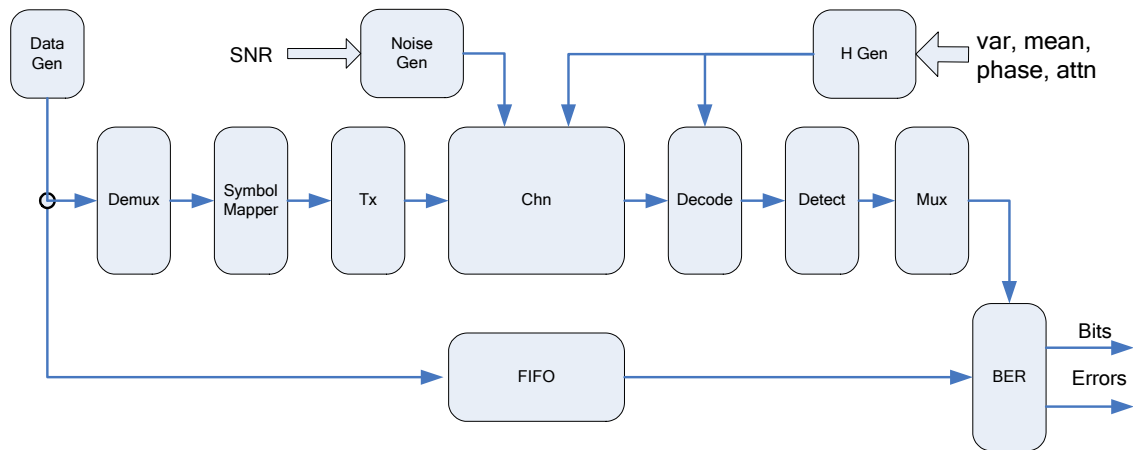 Data
Gen
SNR
Noise
Gen
H Gen
var, mean,
phase, attn
Demux
Symbol
Mapper
Tx
Chn
Decode
Detect
Mux
FIFO
BER
Bits
Errors